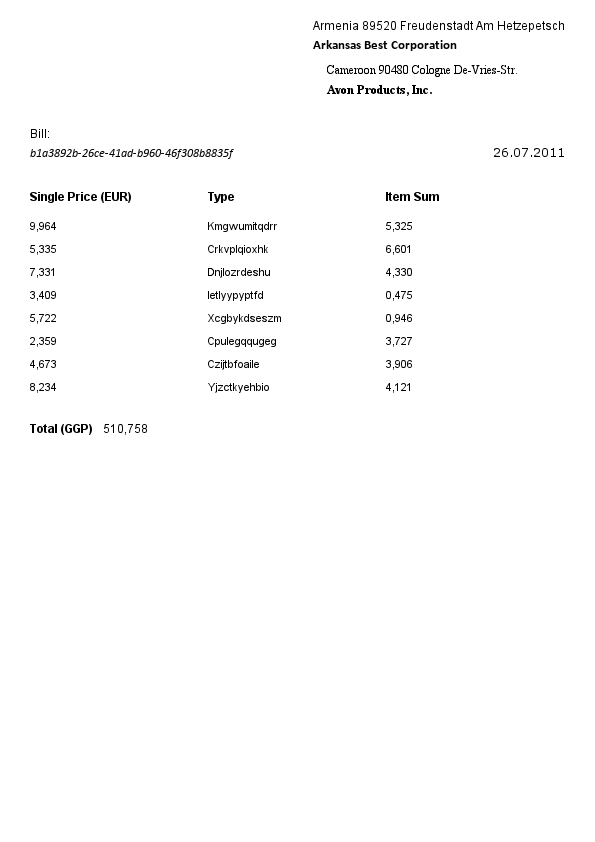 Armenia 89520 Freudenstadt Am Hetzepetsch
Arkansas Best Corporation
Cameroon 90480 Cologne De-Vries-Str.
Avon Products, Inc.
Bill:
b1a3892b-26ce-41ad-b960-46f308b8835f 26.07.2011
Single Price (EUR) Type Item Sum
9,964 Kmgwumitqdrr 5,325
5,335 Crkvplqioxhk 6,601
7,331 Dnjlozrdeshu 4,330
3,409 Ietlyypyptfd 0,475
5,722 Xcgbykdseszm 0,946
2,359 Cpulegqqugeg 3,727
4,673 Czijtbfoaile 3,906
8,234 Yjzctkyehbio 4,121
Total (GGP) 510,758